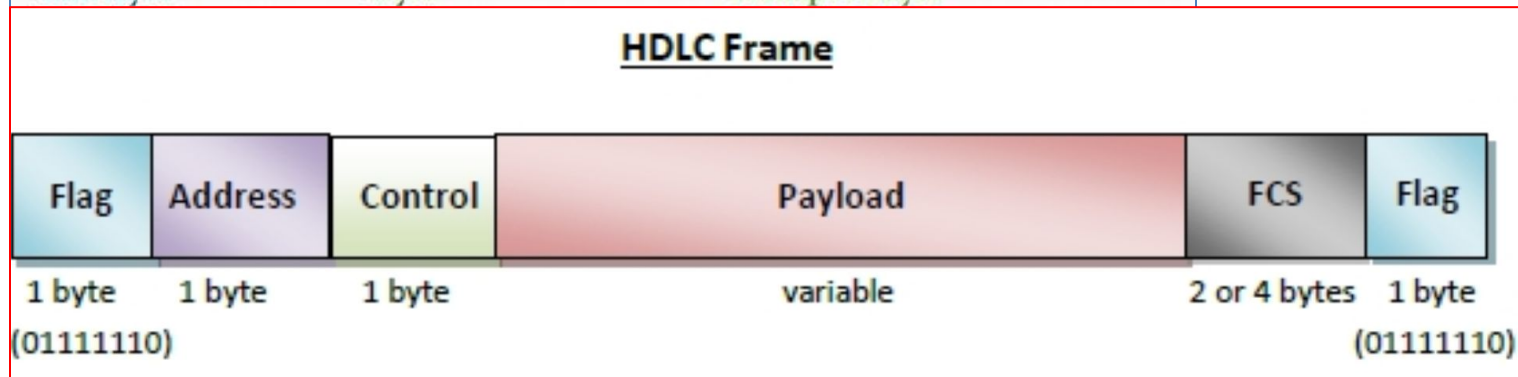 HDLC Frame
Flag Address Control Payload FCS Flag
1 byte 1 byte 1 byte variable 2 or 4 bytes 1 byte
(01111110) (01111110)